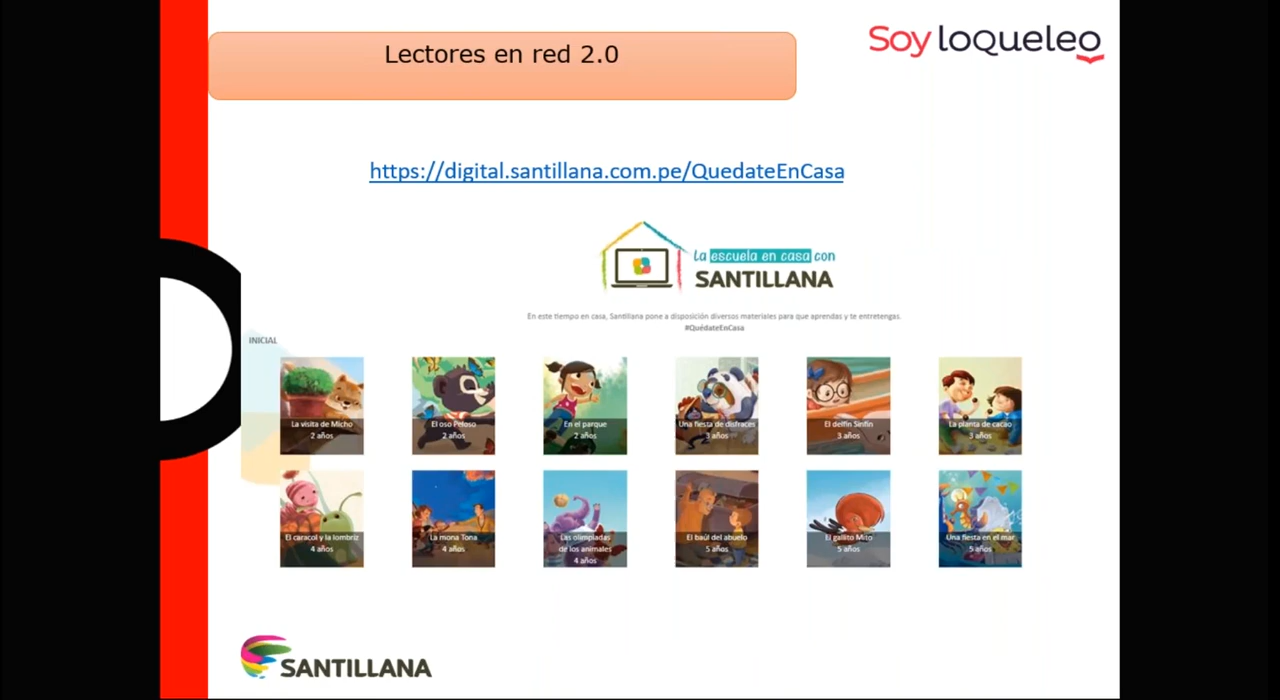 Lectores en red 2.0
Soy loqueleo
https://digital.santillana.com.pe/QuedateEnCasa
La escuela en casa con
SANTILLANA
En este tiempo en casa, Santillana pone a disposición diversos materiales para que aprendas y te entretengas.
#QuédateEnCasa
INICIAL
La visita de Micho
2 años
El oso Peloso
2 años
En el parque
2 años
Una fiesta de disfraces
3 años
El delfín Sinfín
3 años
La planta de cacao
3 años
El caracol y la lombriz
4 años
La mona Tona
4 años
Las olimpiadas
de los animales
4 años
El baúl del abuelo
5 años
El gallito Mito
5 años
Una fiesta en el mar
5 años
SANTILLANA